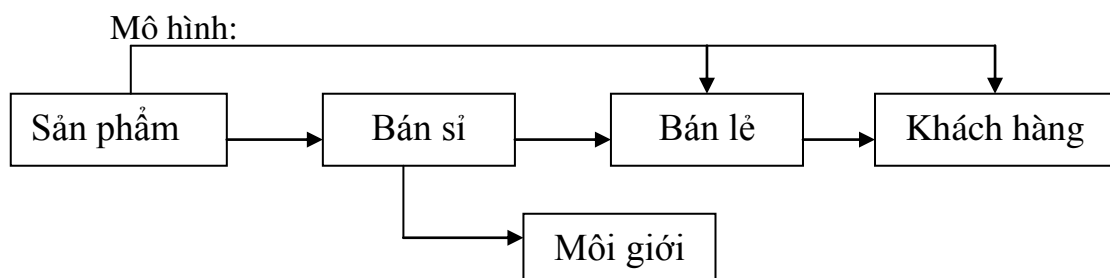 Mô hình:
Sản phẩm
Bán sỉ
Bán lẻ
Khách hàng
Môi giới